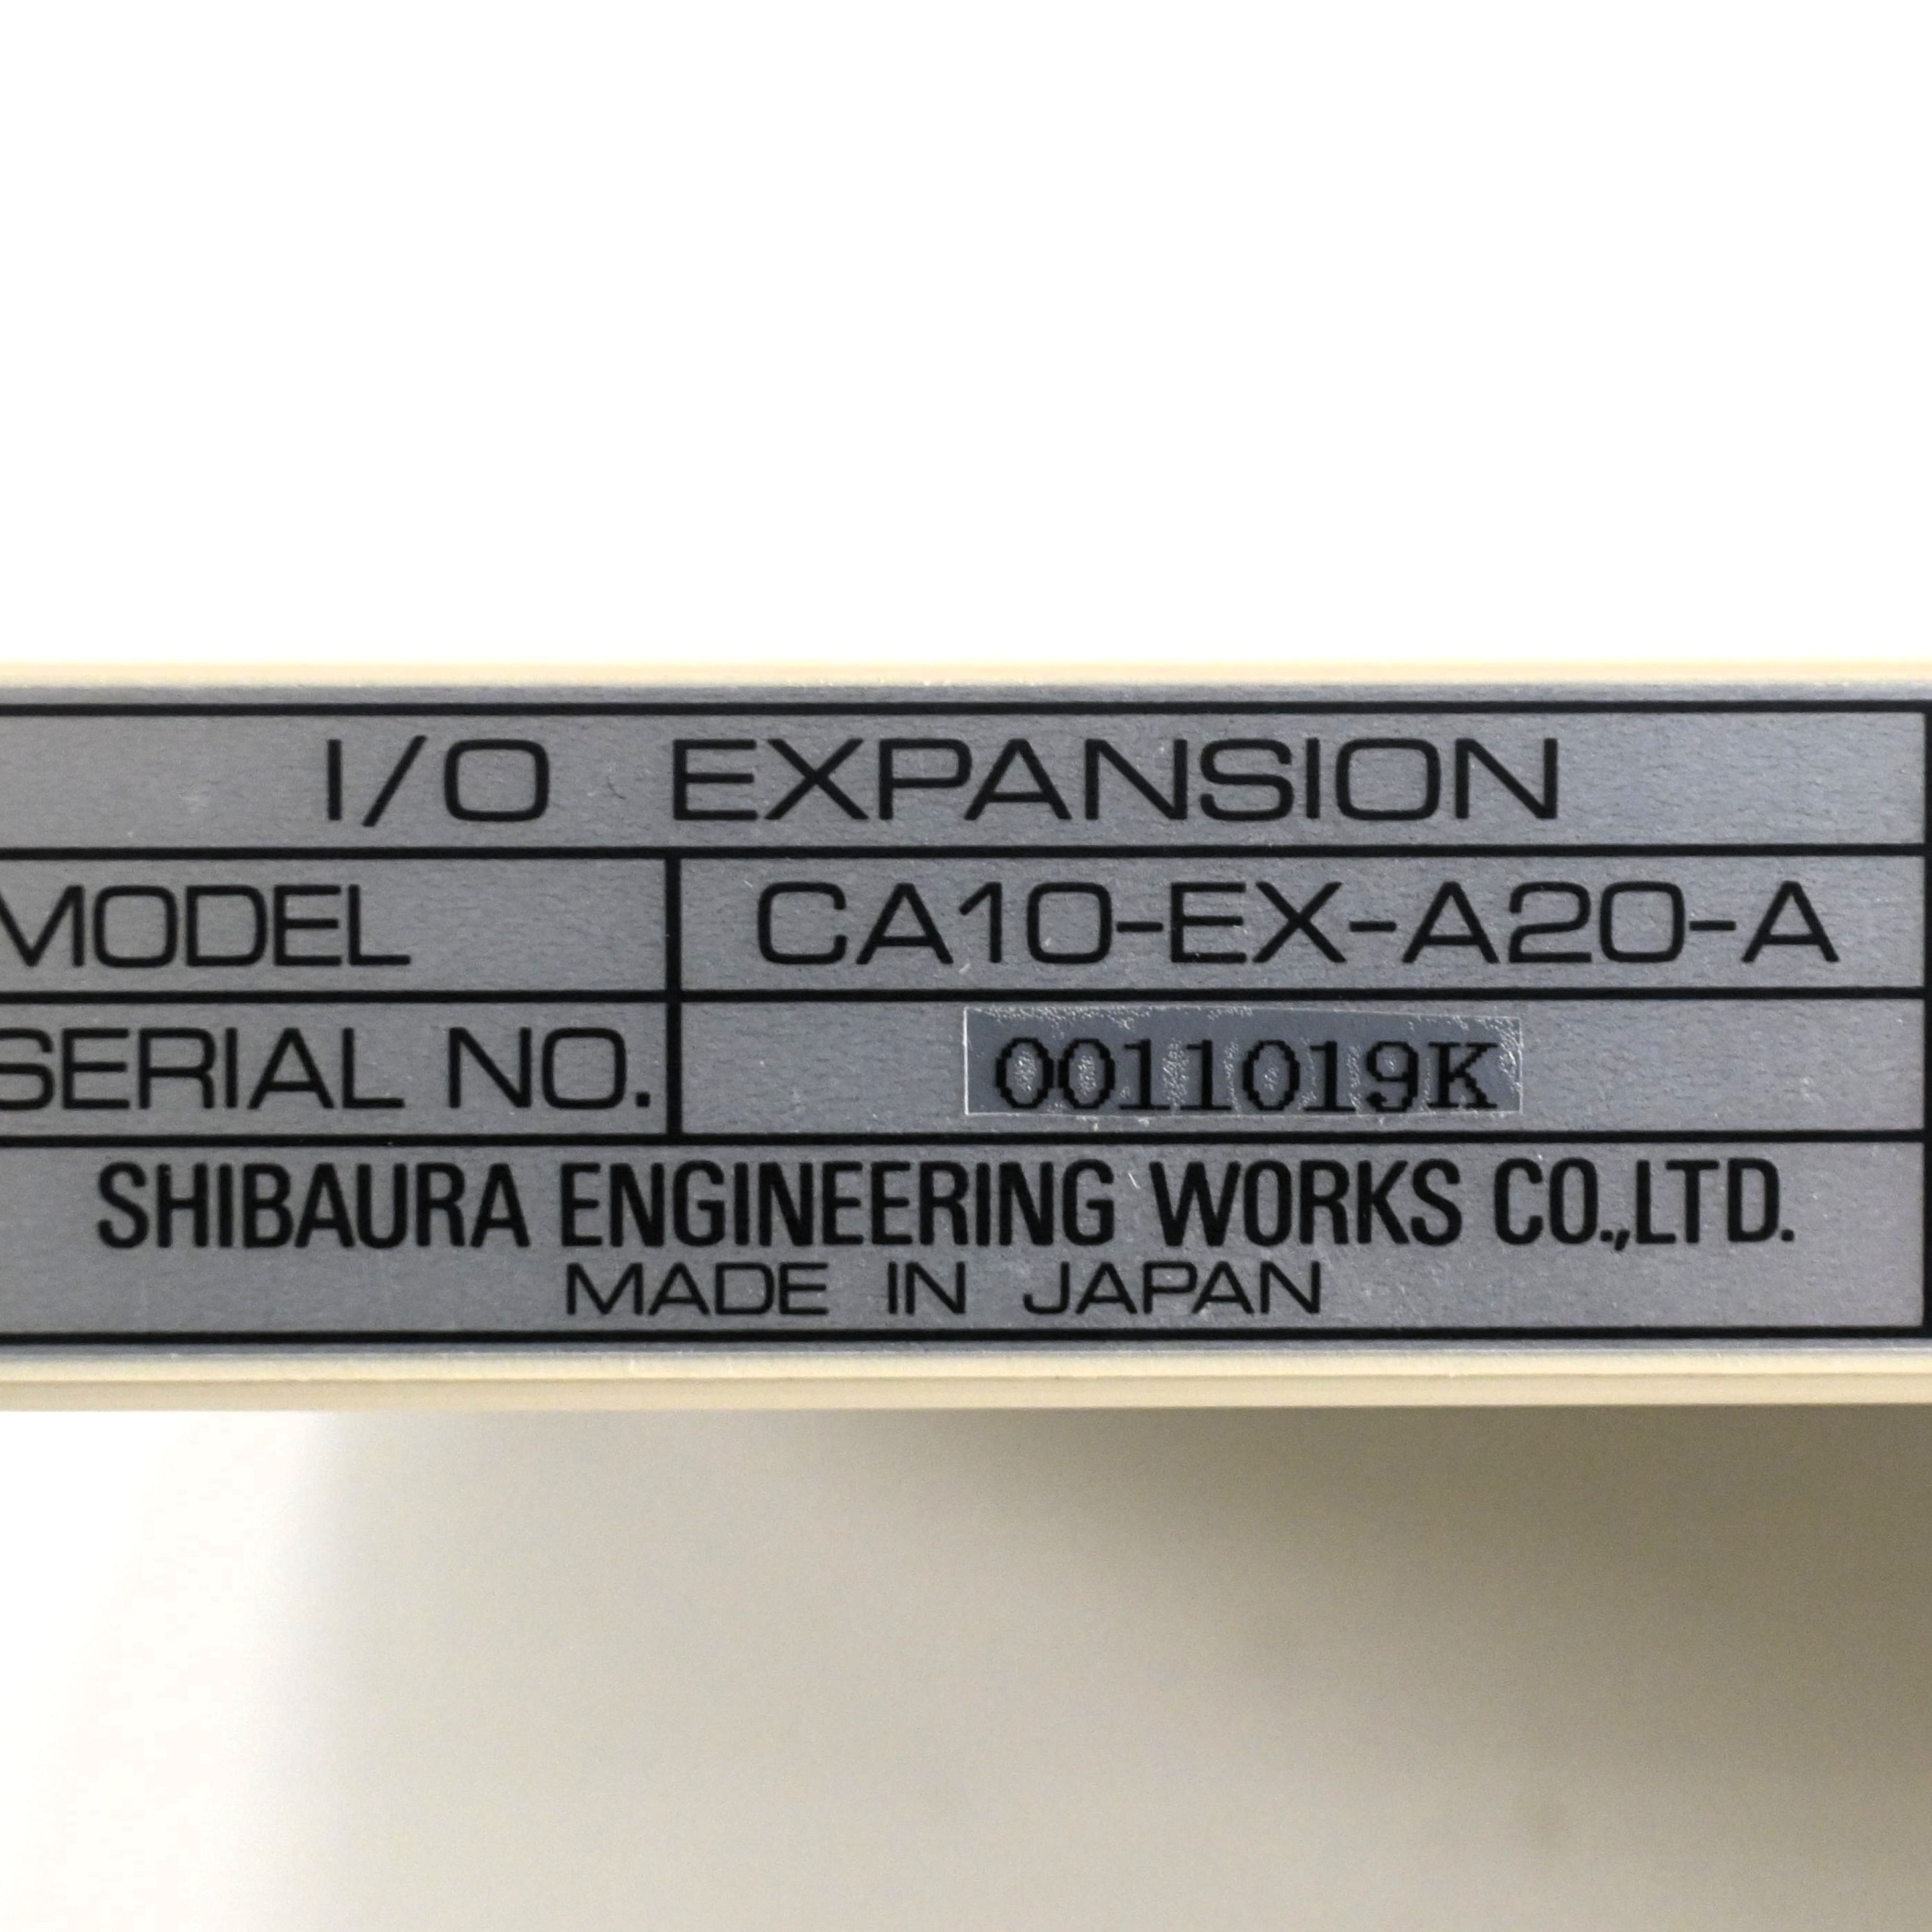 I/O EXPANSION
MODEL CA10-EX-A20-A
SERIAL NO. 0011019K
SHIBAURA ENGINEERING WORKS CO.,LTD.
MADE IN JAPAN